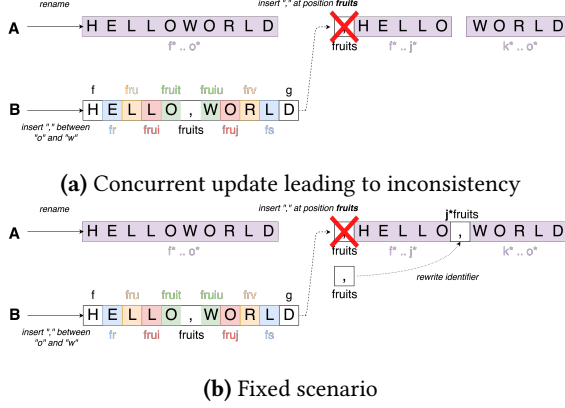 rename
insert "," at position fruits
A H E L L O W O R L D , H E L L O W O R L D
f* .. o* fruits f* .. j* k* .. o*
f fru fruit fruiu frv g
B H E L L O , W O R L D
insert "," between "o" and "w"
fr frui fruits fruj fs
(a) Concurrent update leading to inconsistency
rename
insert "," at position fruits
j*fruits
A H E L L O W O R L D , H E L L O , W O R L D
f* .. o* fruits f* .. j* k* .. o*
,
fruits
rewrite identifier
f fru fruit fruiu frv g
B H E L L O , W O R L D
insert "," between "o" and "w"
fr frui fruits fruj fs
(b) Fixed scenario